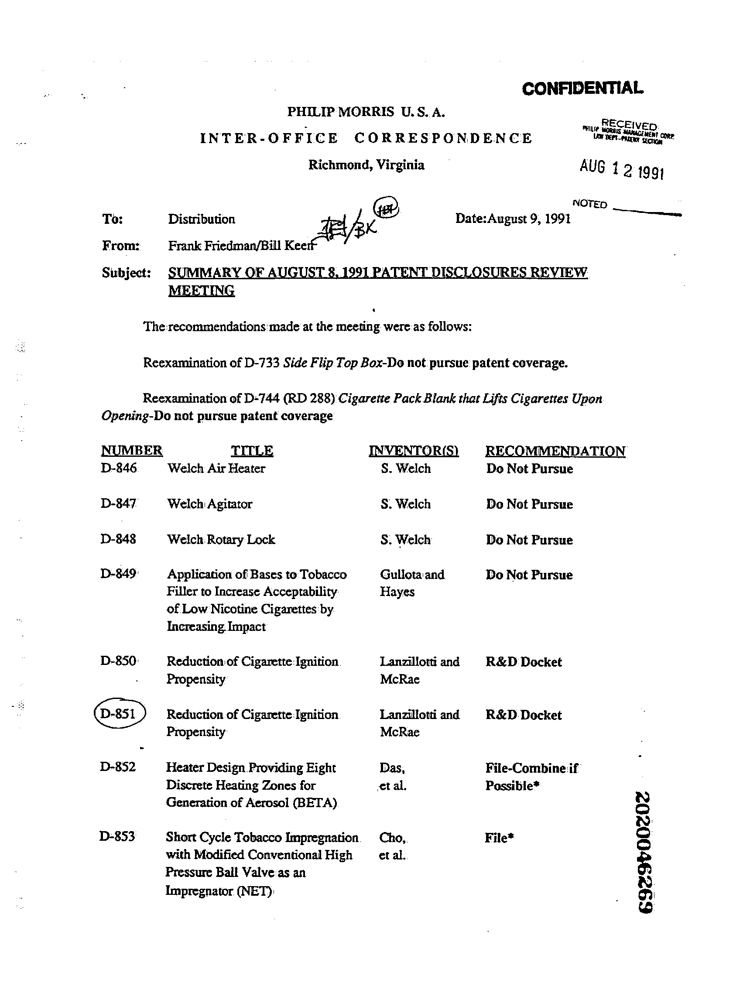 CONFIDENTIAL
PHILIP MORRIS U. S. A.
INTER-OFFICE CORRESPONDENCE
Richmond, Virginia
RECEIVED
PHILIP MORRIS MANAGEMENT CORP.
LAW DEPT.-PATENT SECTION
AUG 12 1991
NOTED
To: Distribution
Date:August 9, 1991
From: Frank Friedman/Bill Keen
Subject: SUMMARY OF AUGUST 8, 1991 PATENT DISCLOSURES REVIEW
MEETING
The recommendations made at the meeting were as follows:
Reexamination of D-733 Side Flip Top Box-Do not pursue patent coverage.
Reexamination of D-744 (RD 288) Cigarette Pack Blank that Lifts Cigarettes Upon
Opening-Do not pursue patent coverage
NUMBER TITLE INVENTOR(S) RECOMMENDATION
D-846 Welch Air Heater S. Welch Do Not Pursue
D-847 Welch Agitator S. Welch Do Not Pursue
D-848 Welch Rotary Lock S. Welch Do Not Pursue
D-849 Application of Bases to Tobacco Gullota and Do Not Pursue
Filler to Increase Acceptability Hayes
of Low Nicotine Cigarettes by
Increasing Impact
D-850 Reduction of Cigarette Ignition Lanzillotti and R&D Docket
Propensity McRae
D-851 Reduction of Cigarette Ignition Lanzillotti and R&D Docket
Propensity McRae
D-852 Heater Design Providing Eight Das, File-Combine if
Discrete Heating Zones for et al. Possible*
Generation of Aerosol (BETA)
D-853 Short Cycle Tobacco Impregnation Cho, File*
with Modified Conventional High et al.
Pressure Ball Valve as an
Impregnator (NET)
2020046269